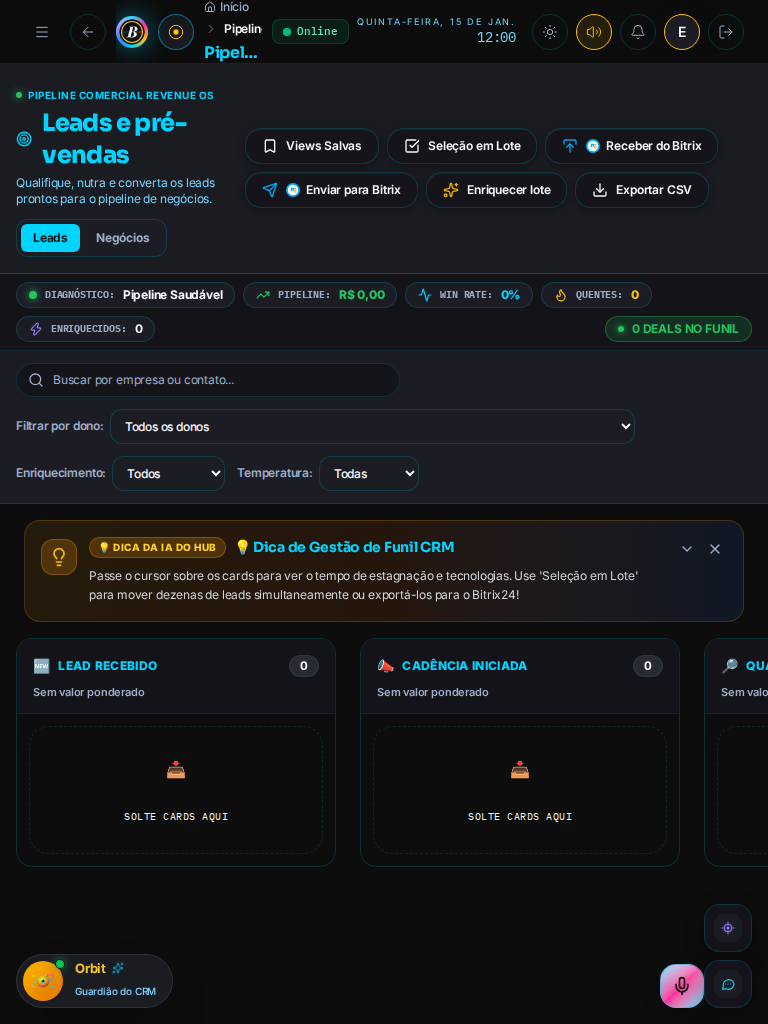 Início
Pipelin
Pipel...
Online
QUINTA-FEIRA, 15 DE JAN.
12:00
B
E
PIPELINE COMERCIAL REVENUE OS
Leads e pré-
vendas
Qualifique, nutra e converta os leads
prontos para o pipeline de negócios.
Leads Negócios
Views Salvas Seleção em Lote Receber do Bitrix
Enviar para Bitrix Enriquecer lote Exportar CSV
DIAGNÓSTICO: Pipeline Saudável PIPELINE: R$ 0,00 WIN RATE: 0% QUENTES: 0
ENRIQUECIDOS: 0 0 DEALS NO FUNIL
Buscar por empresa ou contato...
Filtrar por dono: Todos os donos
Enriquecimento: Todos Temperatura: Todas
DICA DA IA DO HUB Dica de Gestão de Funil CRM
Passe o cursor sobre os cards para ver o tempo de estagnação e tecnologias. Use 'Seleção em Lote'
para mover dezenas de leads simultaneamente ou exportá-los para o Bitrix24!
NEW LEAD RECEBIDO 0
Sem valor ponderado
SOLTE CARDS AQUI
CADÊNCIA INICIADA 0
Sem valor ponderado
SOLTE CARDS AQUI
QUA
Sem valo
Orbit
Guardião do CRM